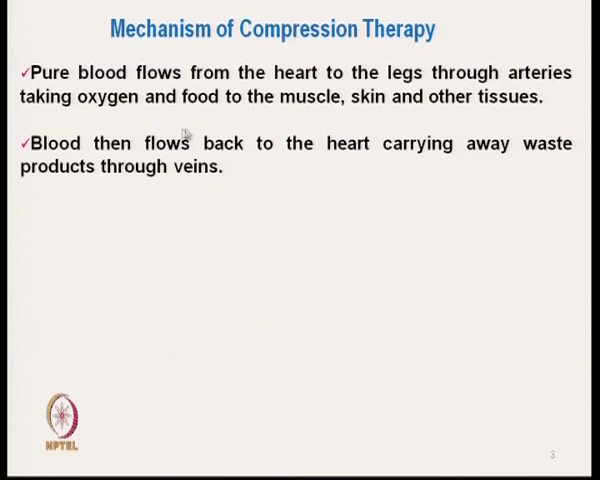 Mechanism of Compression Therapy
✓Pure blood flows from the heart to the legs through arteries
taking oxygen and food to the muscle, skin and other tissues.
✓Blood then flows back to the heart carrying away waste
products through veins.
NPTEL
3